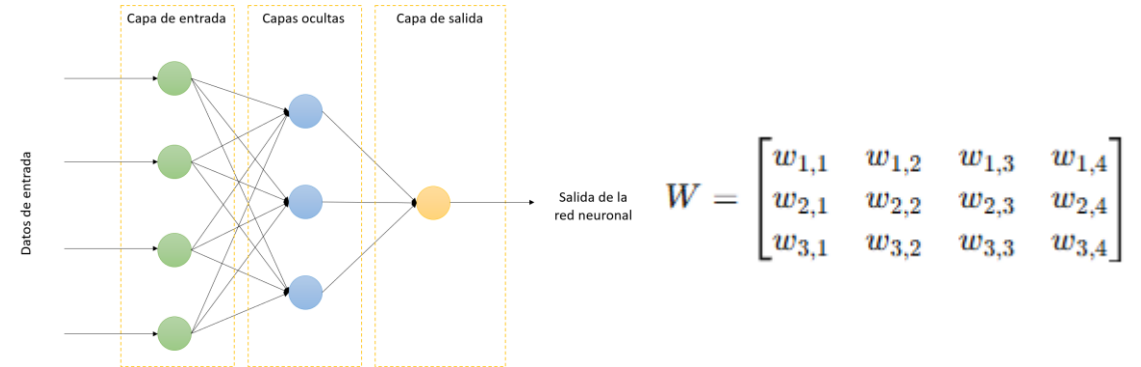 Capa de entrada
Capas ocultas
Capa de salida
Datos de entrada
Salida de la
red neuronal
W = [w1,1 w1,2 w1,3 w1,4
w2,1 w2,2 w2,3 w2,4
w3,1 w3,2 w3,3 w3,4]